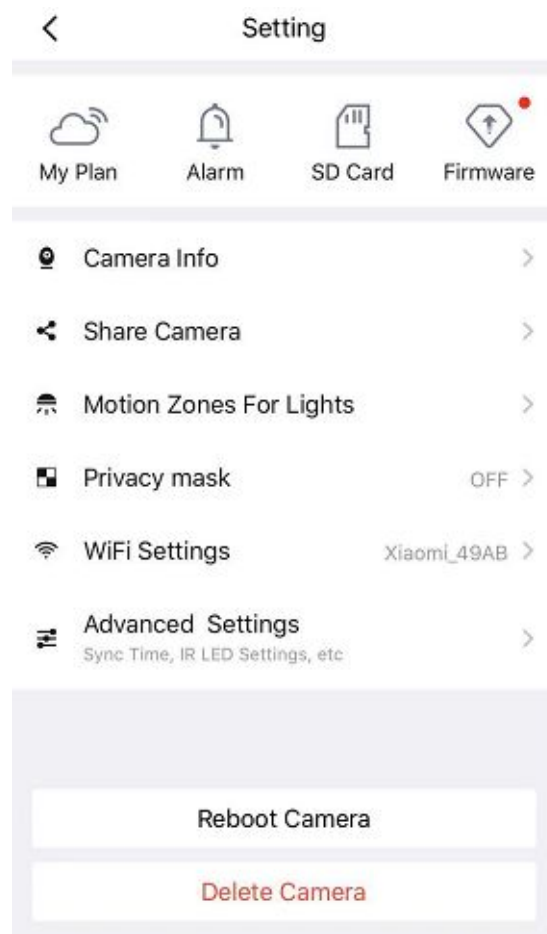 Setting
My Plan Alarm SD Card Firmware
Camera Info
Share Camera
Motion Zones For Lights
Privacy mask OFF
WiFi Settings Xiaomi_49AB
Advanced Settings
Sync Time, IR LED Settings, etc
Reboot Camera
Delete Camera